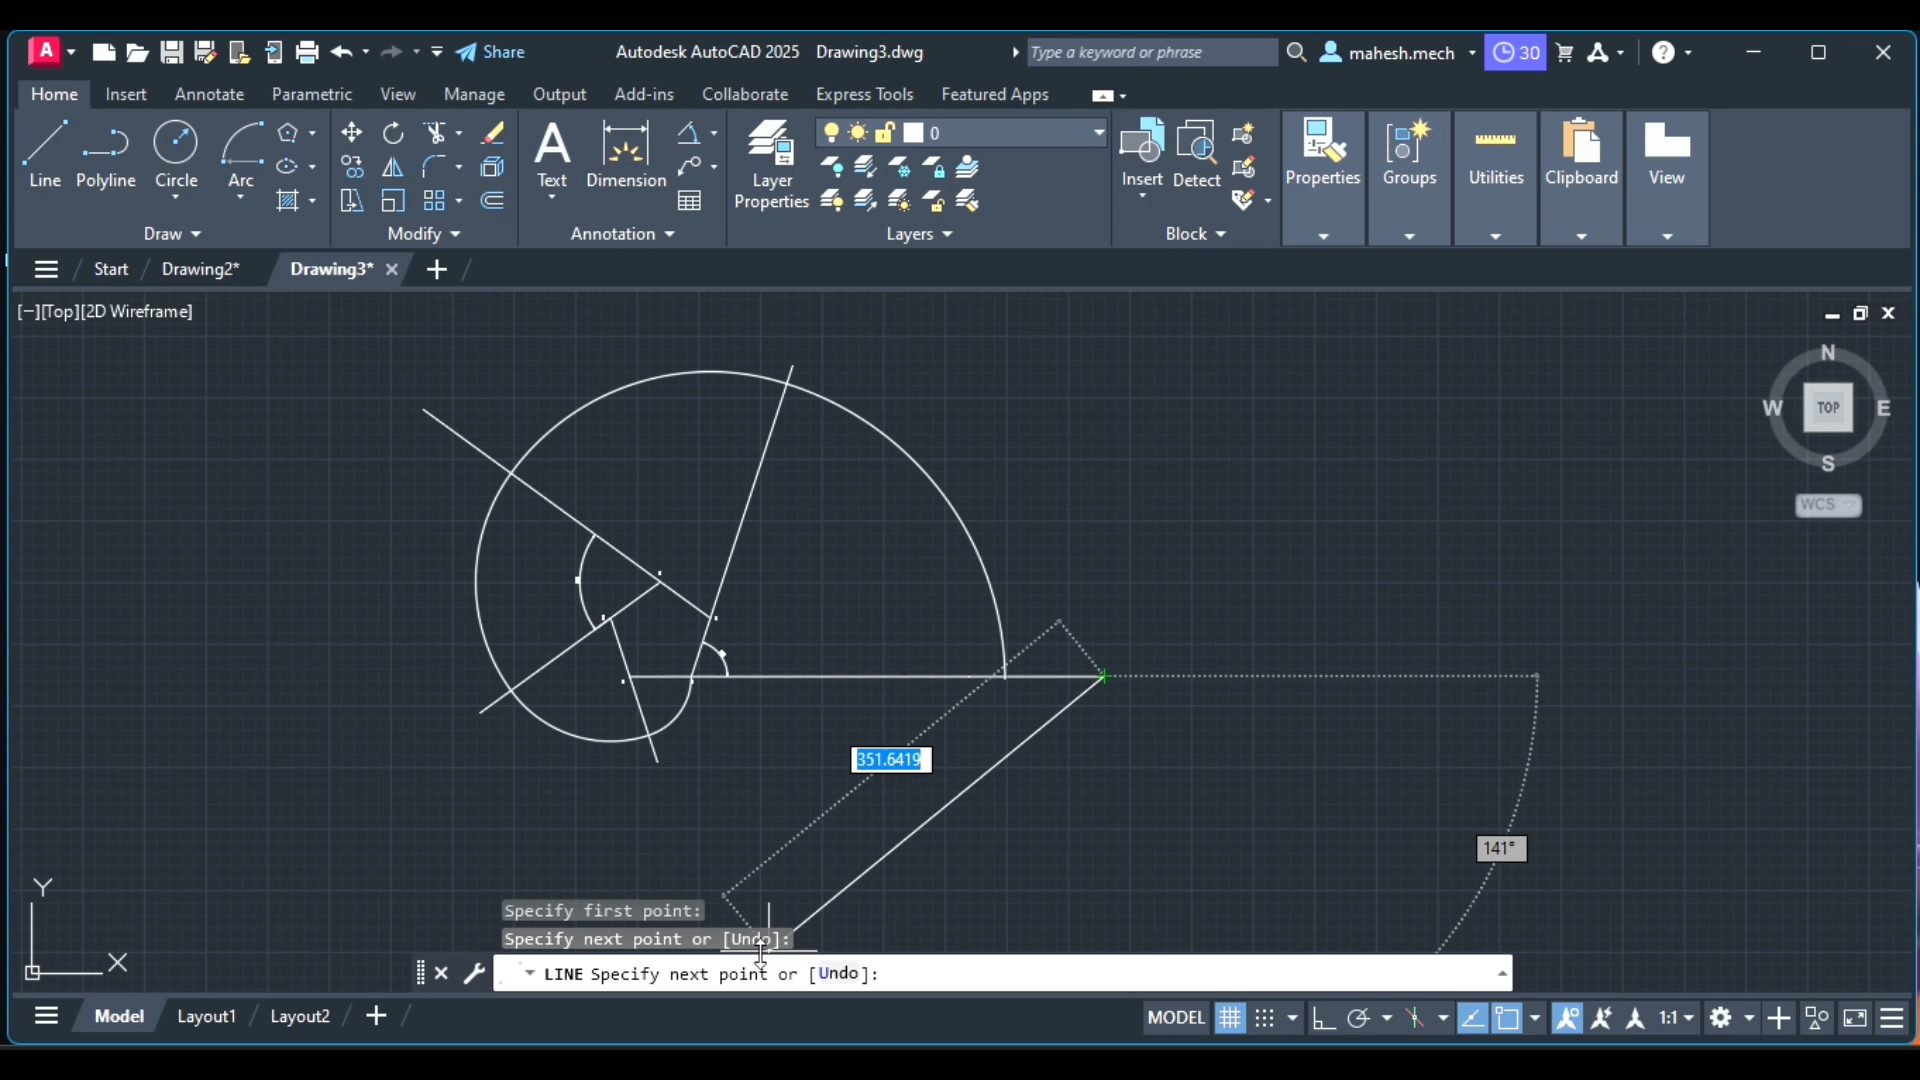 A
Share
Autodesk AutoCAD 2025 Drawing3.dwg
Type a keyword or phrase
mahesh.mech
30
?
Home Insert Annotate Parametric View Manage Output Add-ins Collaborate Express Tools Featured Apps
Line Polyline Circle Arc
Draw
Modify
A
Text Dimension
Annotation
Layer
Properties
0
Layers
Insert Detect
Block
Properties
Groups
Utilities
Clipboard
View
Start Drawing2* Drawing3*
[−][Top][2D Wireframe]
N
W TOP E
S
WCS
351.6419
141°
Y
X
Specify first point:
Specify next point or [Undo]:
LINE Specify next point or [Undo]:
Model Layout1 Layout2
MODEL
1:1